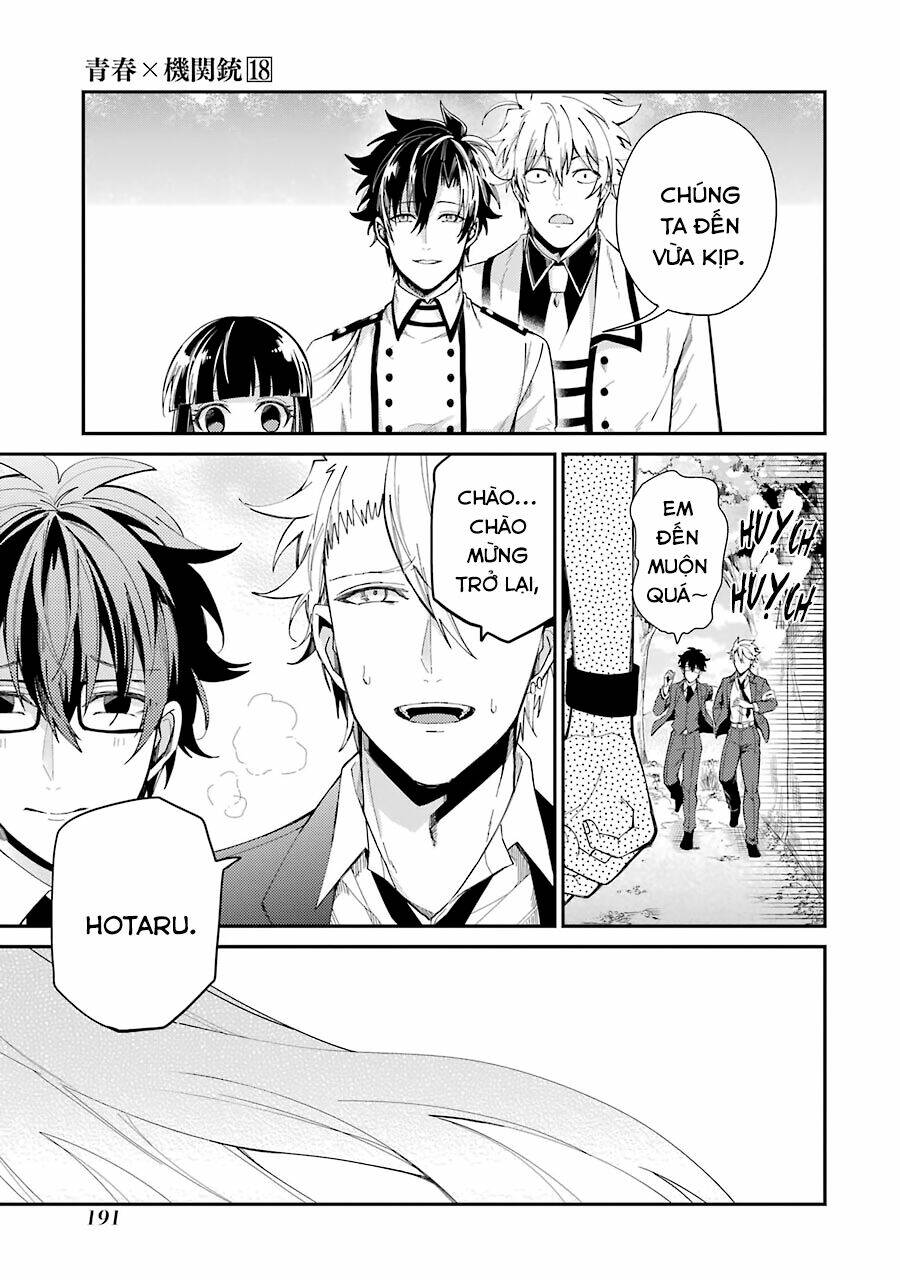 青春×機関銃18
CHÚNG
TA ĐẾN
VỪA KỊP.
EM
ĐẾN
MUỘN
QUÁ~
HUỴCH
HUỴCH
CHÀO...
CHÀO
MỪNG
TRỞ LẠI,
HOTARU.
191